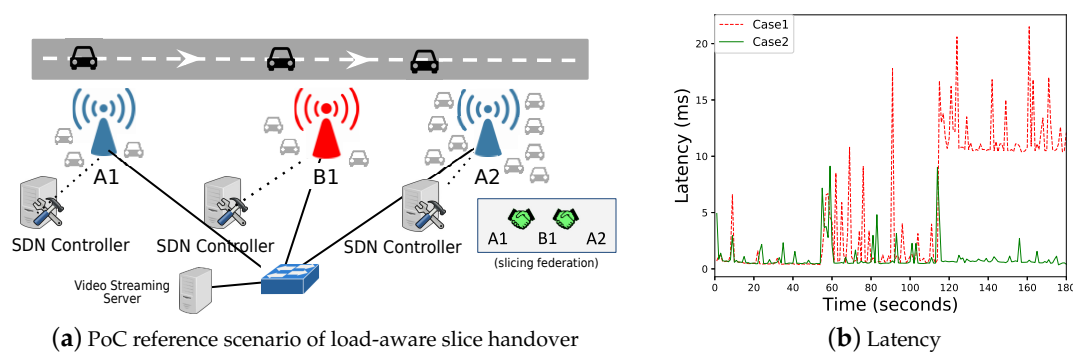 A1
B1
A2
SDN Controller
SDN Controller
SDN Controller
A1 B1 A2
(slicing federation)
Video Streaming
Server
(a) PoC reference scenario of load-aware slice handover
Case1
Case2
Latency (ms)
20
15
10
5
0
0 20 40 60 80 100 120 140 160 180
Time (seconds)
(b) Latency